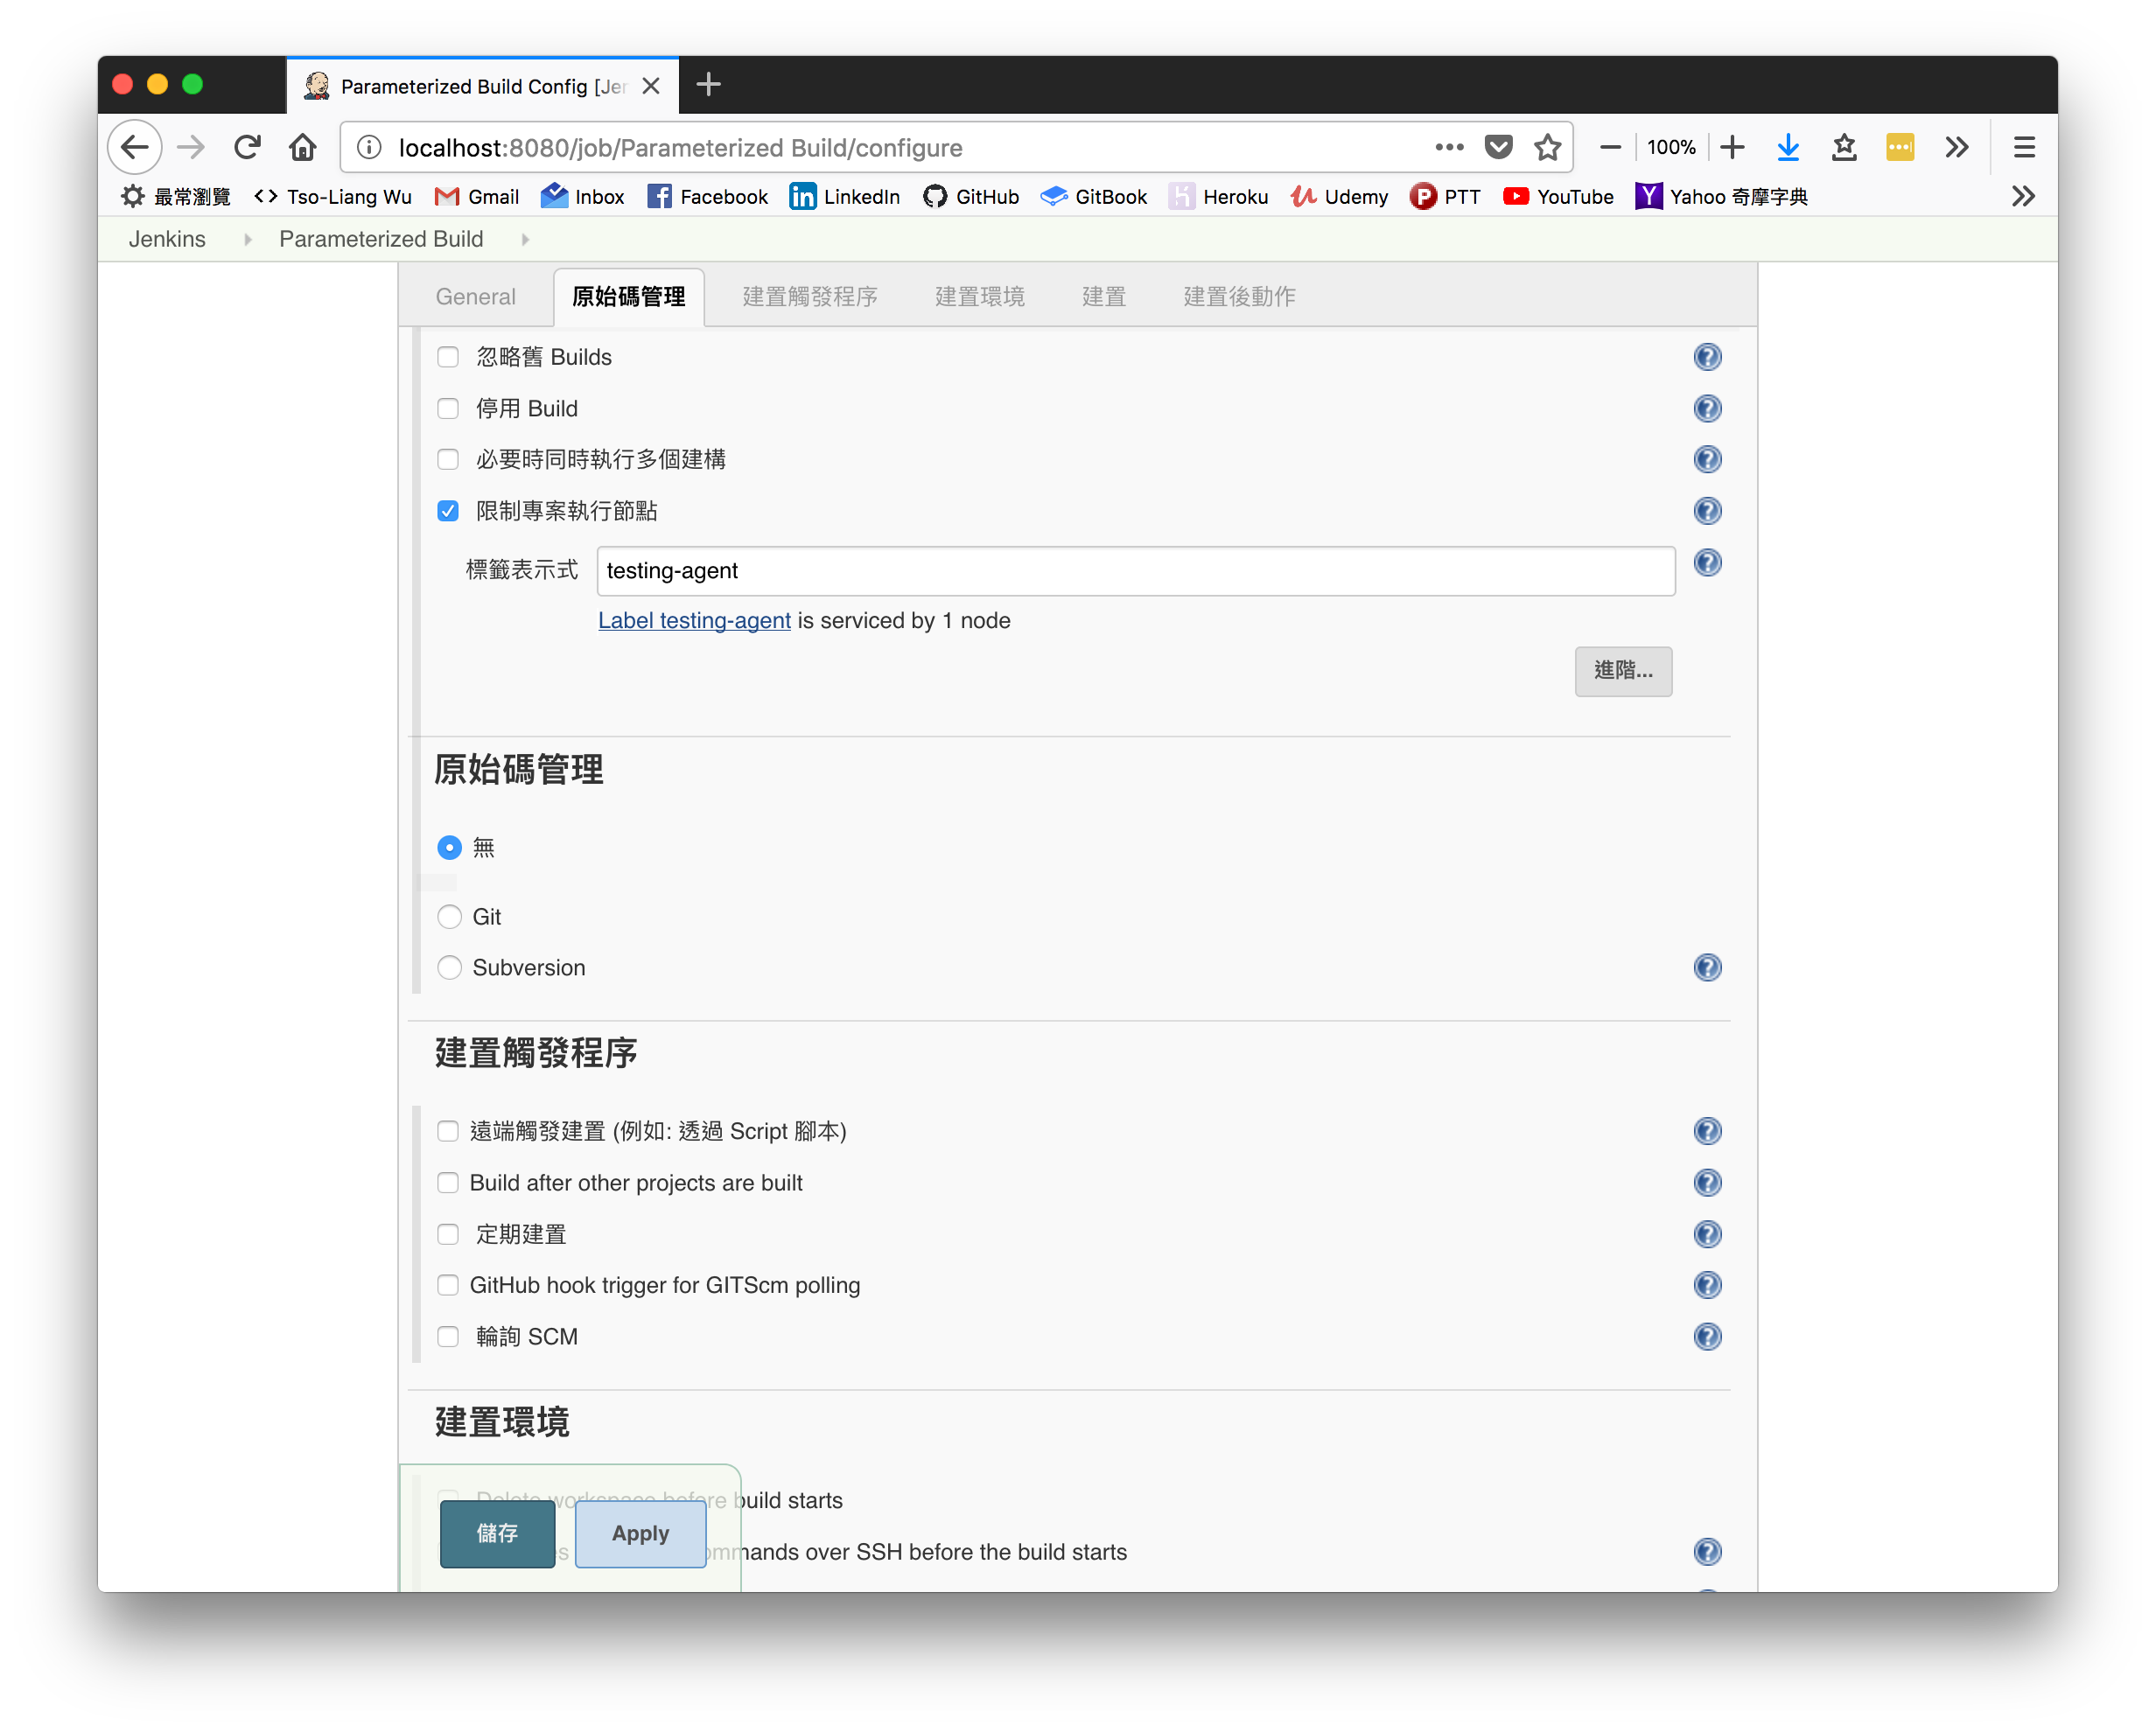 Parameterized Build Config [Jer
localhost:8080/job/Parameterized Build/configure
100%
最常瀏覽 Tso-Liang Wu Gmail Inbox Facebook LinkedIn GitHub GitBook Heroku Udemy PTT YouTube Yahoo 奇摩字典
Jenkins Parameterized Build
General 原始碼管理 建置觸發程序 建置環境 建置 建置後動作
忽略舊 Builds
停用 Build
必要時同時執行多個建構
限制專案執行節點
標籤表示式 testing-agent
Label testing-agent is serviced by 1 node
進階...
原始碼管理
無
Git
Subversion
建置觸發程序
遠端觸發建置 (例如: 透過 Script 腳本)
Build after other projects are built
定期建置
GitHub hook trigger for GITScm polling
輪詢 SCM
建置環境
Delete workspace before build starts
儲存 Apply
commands over SSH before the build starts